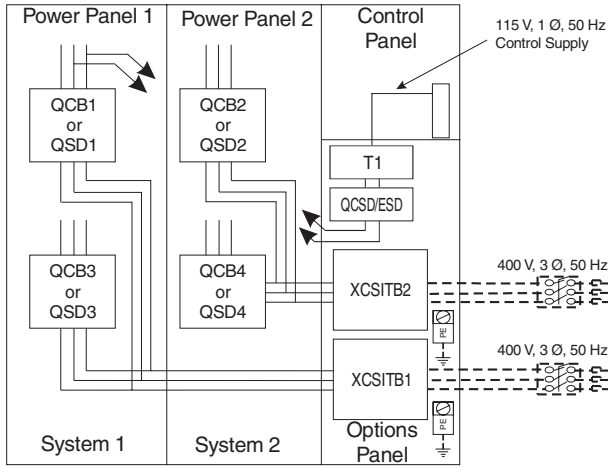 Power Panel 1
Power Panel 2
Control
Panel
115 V, 1 Ø, 50 Hz
Control Supply
QCB1
or
QSD1
QCB2
or
QSD2
T1
QCSD/ESD
QCB3
or
QSD3
QCB4
or
QSD4
XCSITB2
400 V, 3 Ø, 50 Hz
PE
XCSITB1
400 V, 3 Ø, 50 Hz
PE
System 1
System 2
Options
Panel